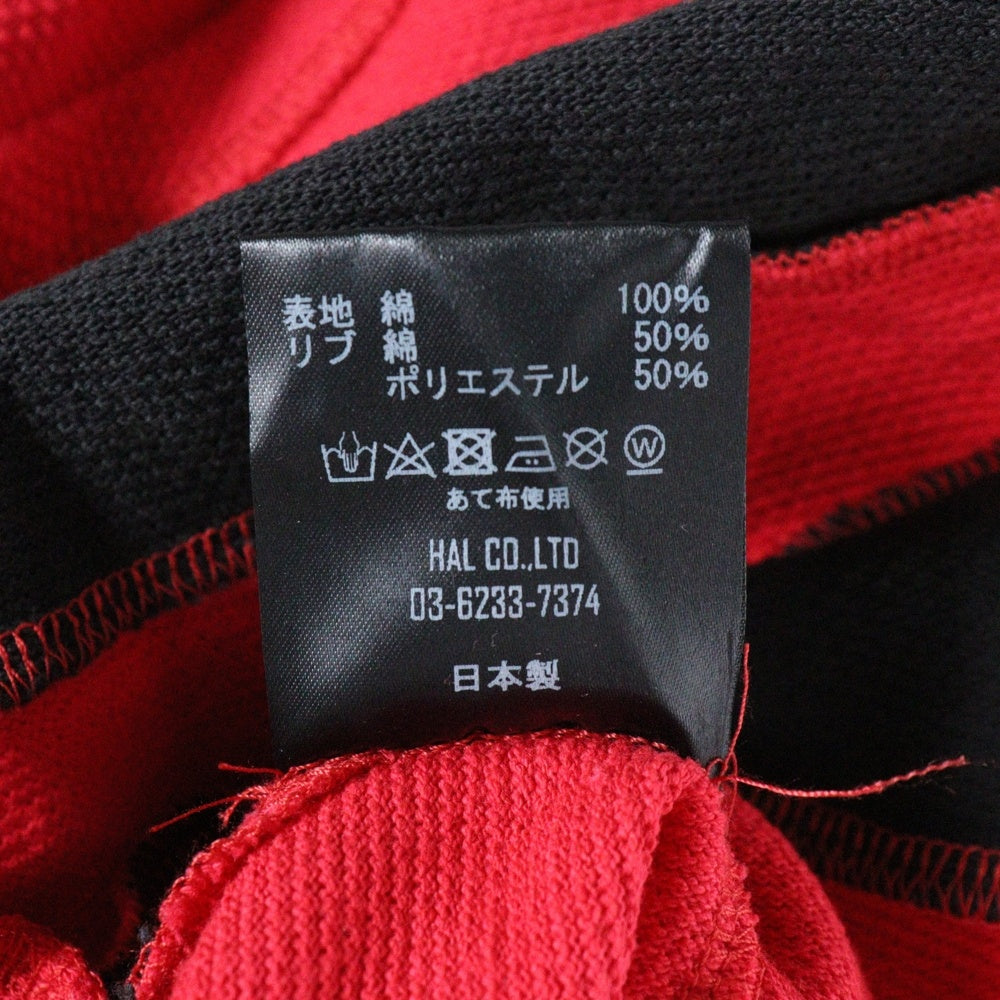 表地 綿 100%
リブ 綿 50%
ポリエステル 50%
W
あて布使用
HAL CO.,LTD
03-6233-7374
日本製